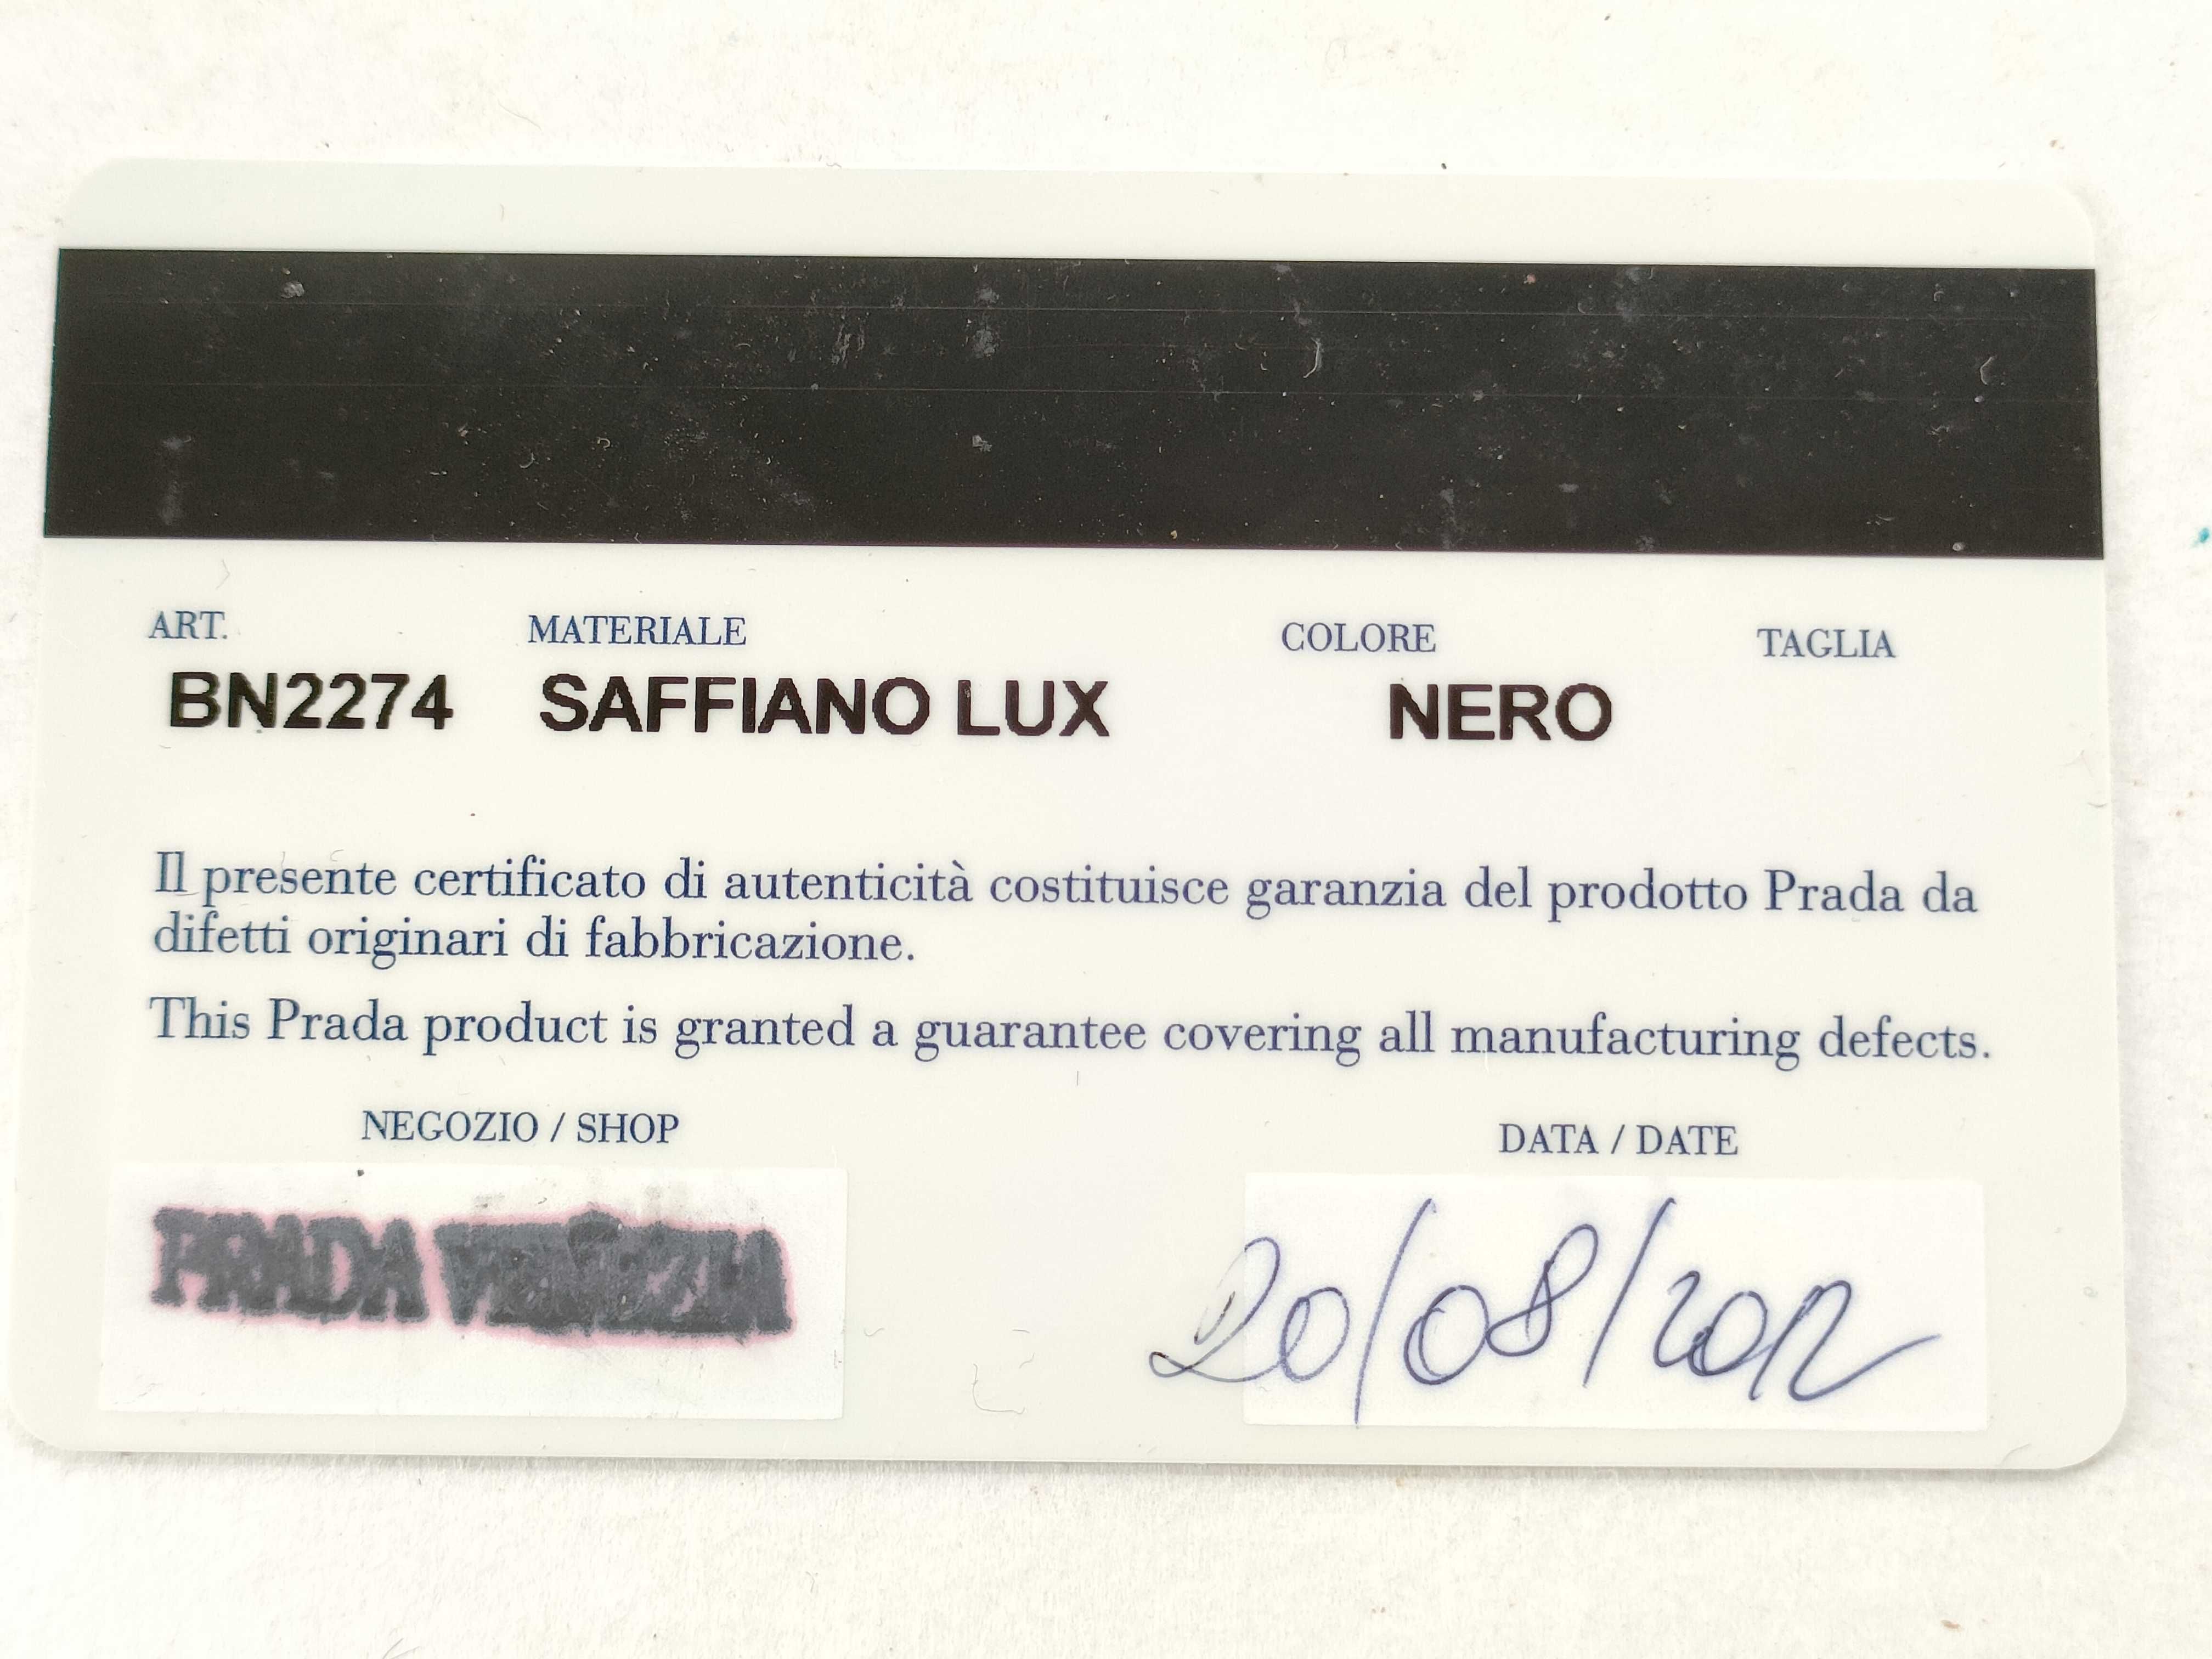 ART. MATERIALE COLORE TAGLIA
BN2274 SAFFIANO LUX NERO
Il presente certificato di autenticità costituisce garanzia del prodotto Prada da
difetti originari di fabbricazione.
This Prada product is granted a guarantee covering all manufacturing defects.
NEGOZIO / SHOP DATA / DATE
PRADA VENEZIA 20/08/2012